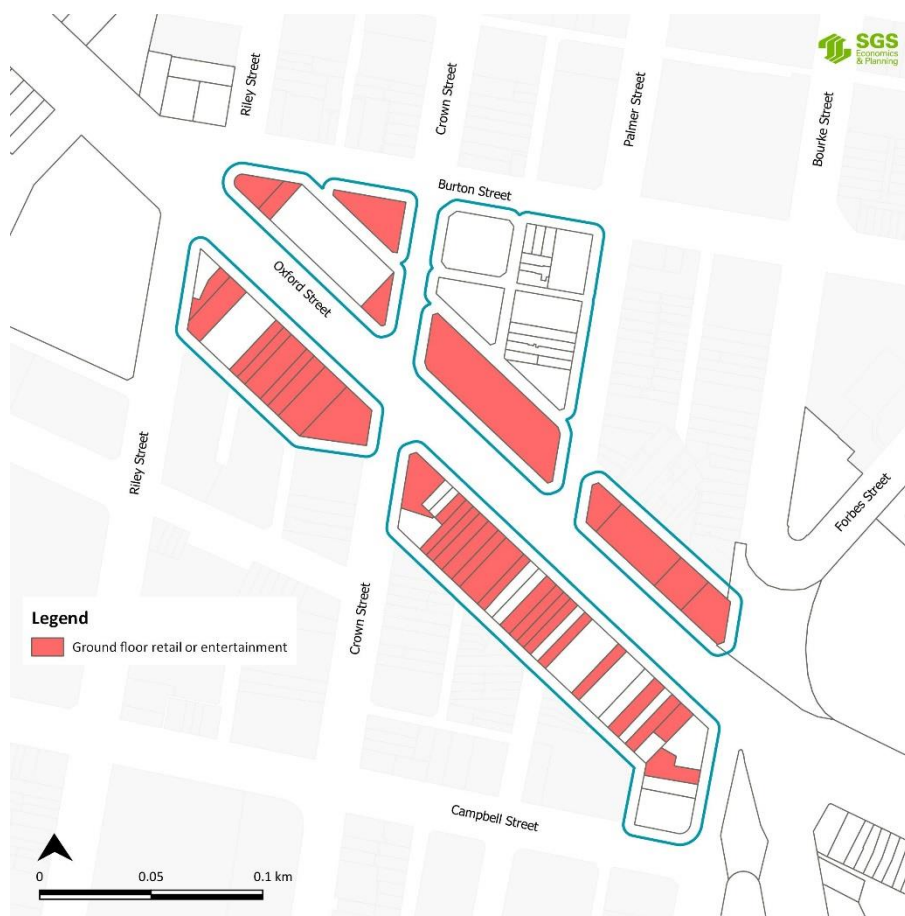 SGS
Economics
& Planning
Riley Street
Crown Street
Palmer Street
Bourke Street
Burton Street
Oxford Street
Riley Street
Forbes Street
Crown Street
Legend
Ground floor retail or entertainment
Campbell Street
0 0.05 0.1 km